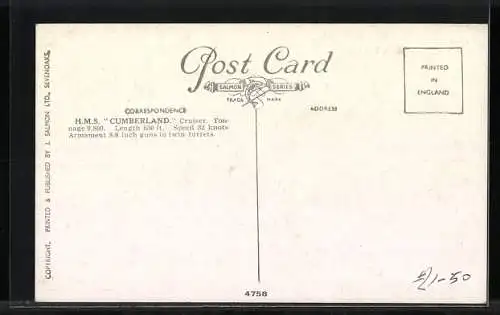 Post Card
SALMON SERIES
TRADE MARK
PRINTED
IN
ENGLAND
CORRESPONDENCE
ADDRESS
H.M.S. "CUMBERLAND." Cruiser. Ton-
nage 9,800. Length 630 ft. Speed 32 knots
Armament 8.8 inch guns in twin turrets.
COPYRIGHT. PRINTED & PUBLISHED BY J. SALMON LTD., SEVENOAKS.
4758
£1-50